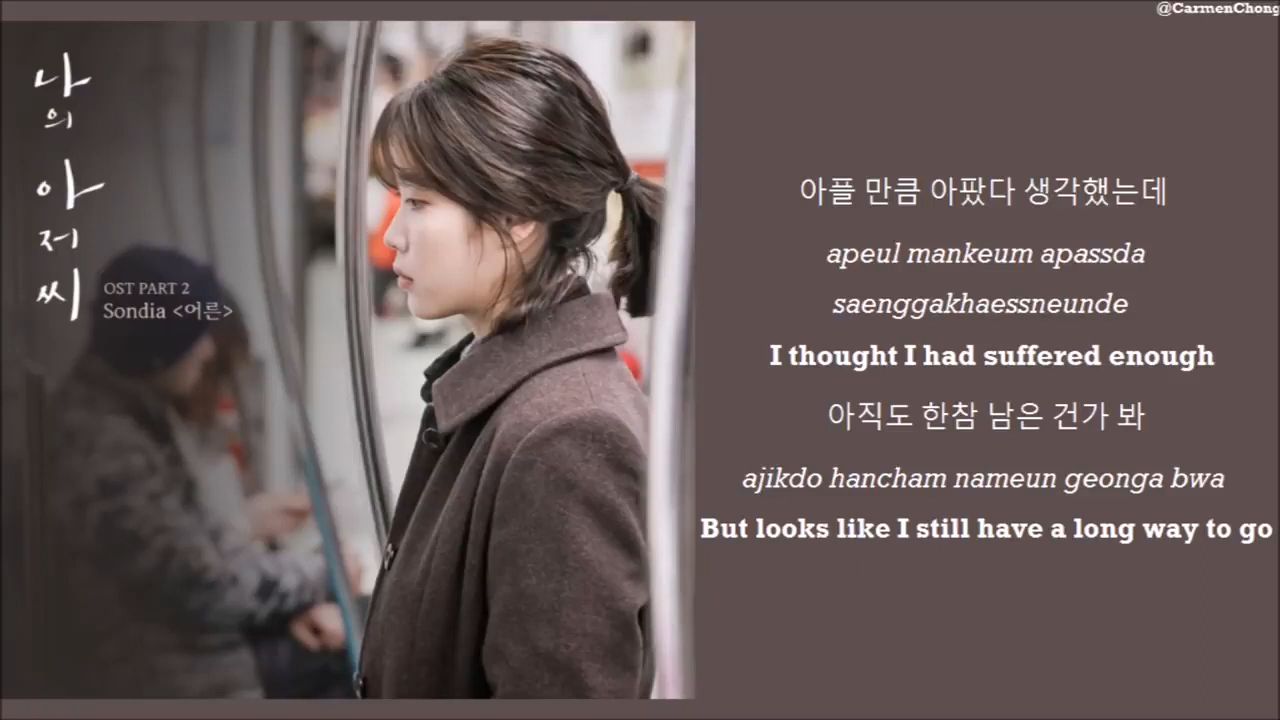 @CarmenChong
나
의
아
저
씨
OST PART 2
Sondia <어른>
아플 만큼 아팠다 생각했는데
apeul mankeum apassda
saenggakhaessneunde
I thought I had suffered enough
아직도 한참 남은 건가 봐
ajikdo hancham nameun geonga bwa
But looks like I still have a long way to go